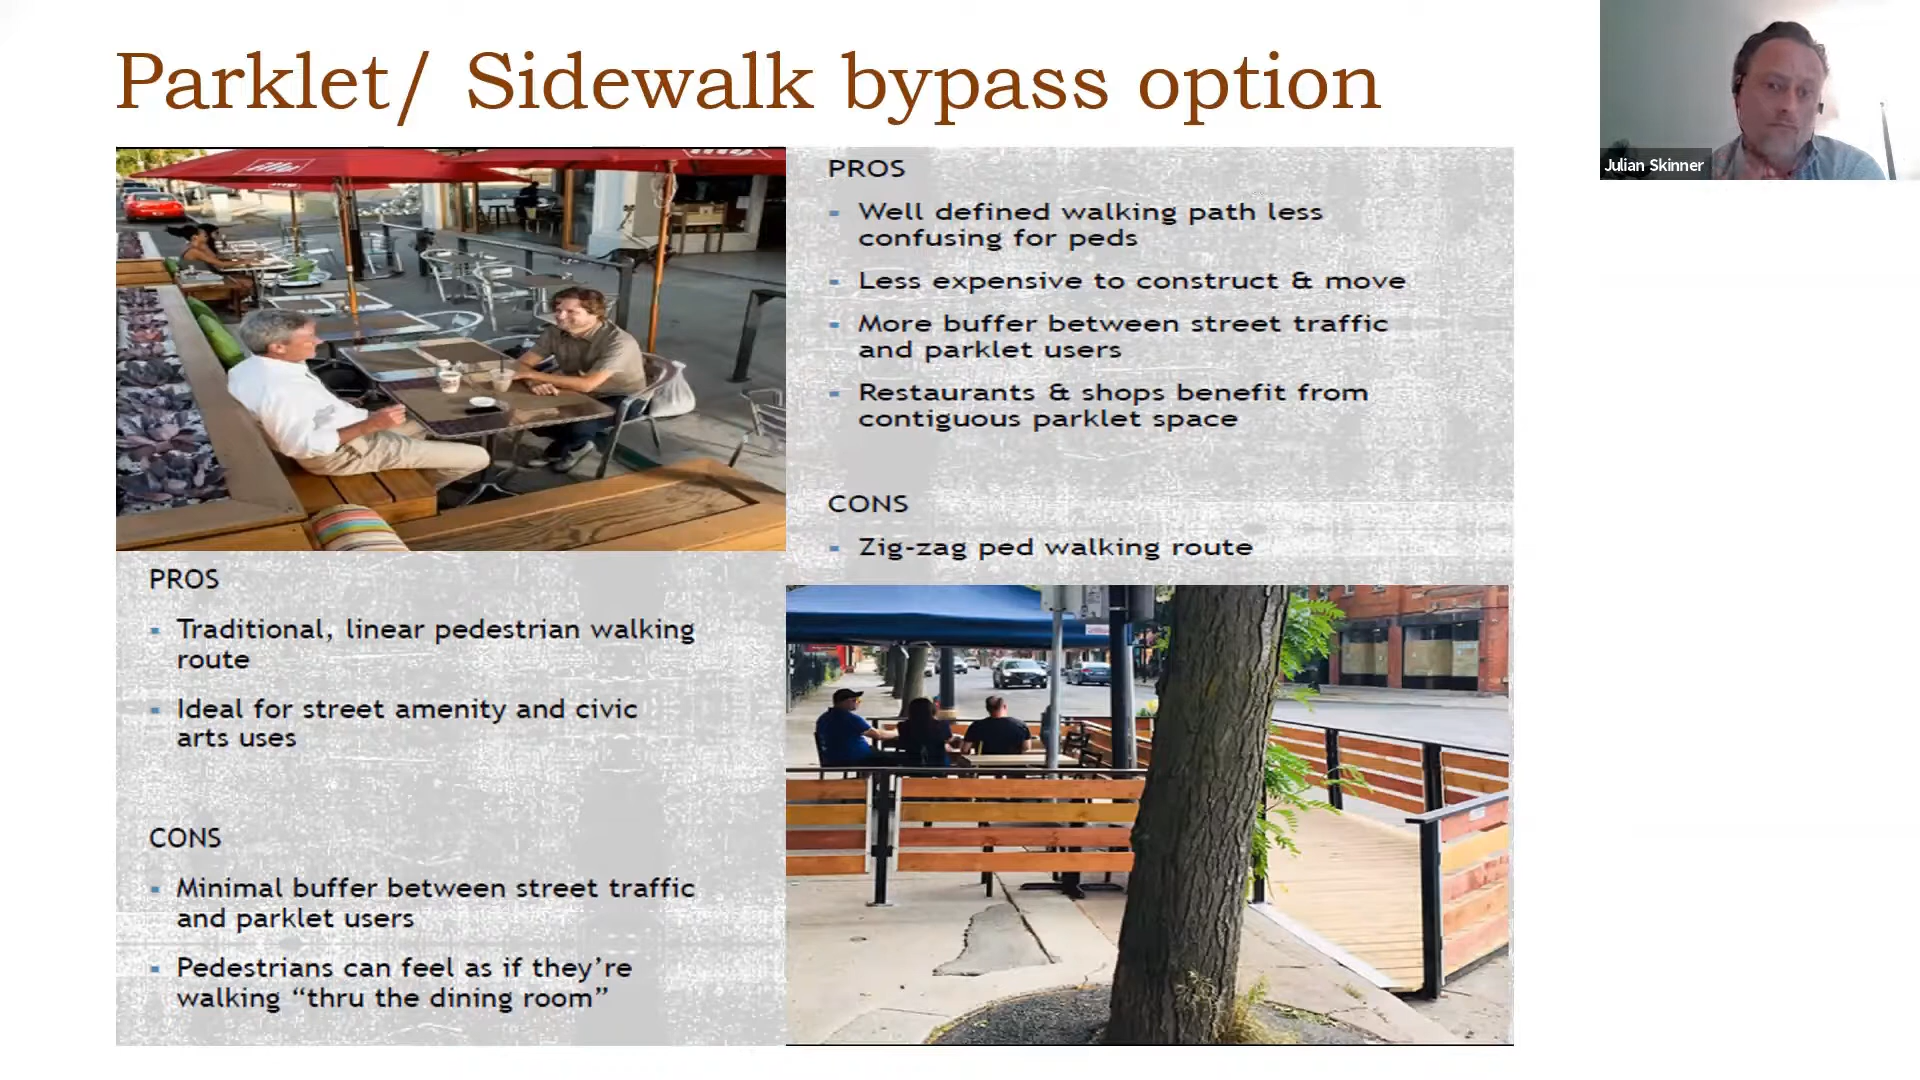 Parklet/ Sidewalk bypass option
illy
PROS
Well defined walking path less
confusing for peds
Less expensive to construct & move
More buffer between street traffic
and parklet users
Restaurants & shops benefit from
contiguous parklet space
CONS
Zig-zag ped walking route
PROS
Traditional, linear pedestrian walking
route
Ideal for street amenity and civic
arts uses
CONS
Minimal buffer between street traffic
and parklet users
Pedestrians can feel as if they’re
walking “thru the dining room”
Julian Skinner